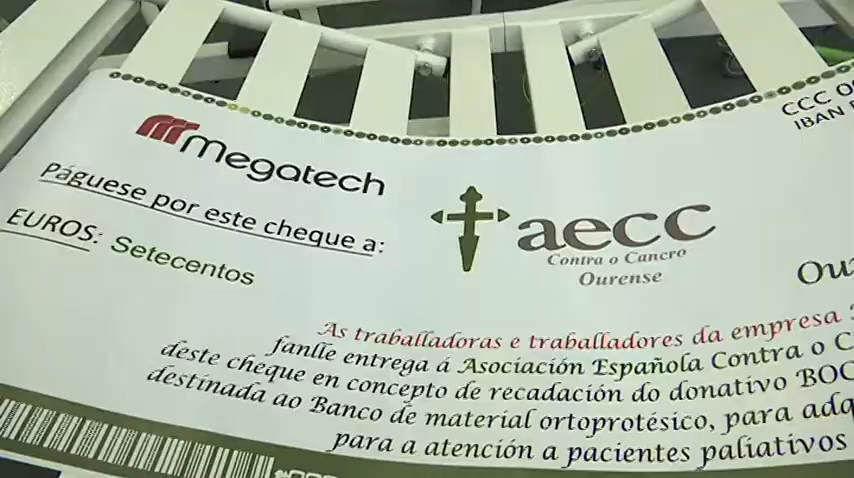 CCC
IBAN
megatech
Páguese por este cheque a:
aecc
EUROS: Setecentos
Contra o Cancro
Ourense
As traballadoras e traballadores da empresa
fanlle entrega á Asociación Española Contra o
deste cheque en concepto de recadación do donativo
destinada ao Banco de material ortoprotésico, para
para a atención a pacientes paliativos